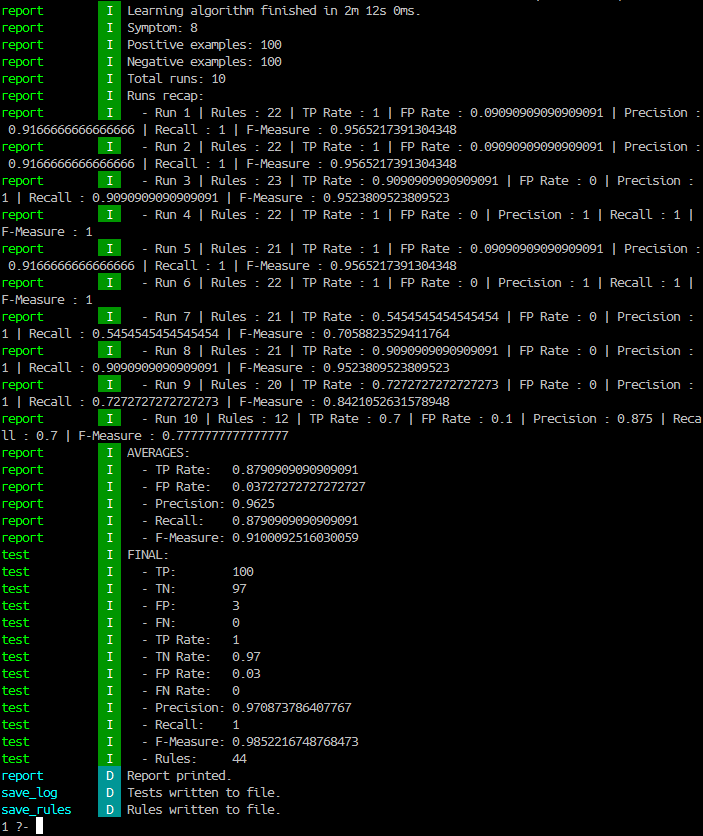 report I Learning algorithm finished in 2m 12s 0ms.
report I Symptom: 8
report I Positive examples: 100
report I Negative examples: 100
report I Total runs: 10
report I Runs recap:
report I - Run 1 | Rules : 22 | TP Rate : 1 | FP Rate : 0.09090909090909091 | Precision :
0.9166666666666666 | Recall : 1 | F-Measure : 0.9565217391304348
report I - Run 2 | Rules : 22 | TP Rate : 1 | FP Rate : 0.09090909090909091 | Precision :
0.9166666666666666 | Recall : 1 | F-Measure : 0.9565217391304348
report I - Run 3 | Rules : 23 | TP Rate : 0.9090909090909091 | FP Rate : 0 | Precision :
1 | Recall : 0.9090909090909091 | F-Measure : 0.9523809523809523
report I - Run 4 | Rules : 22 | TP Rate : 1 | FP Rate : 0 | Precision : 1 | Recall : 1 |
F-Measure : 1
report I - Run 5 | Rules : 21 | TP Rate : 1 | FP Rate : 0.09090909090909091 | Precision :
0.9166666666666666 | Recall : 1 | F-Measure : 0.9565217391304348
report I - Run 6 | Rules : 22 | TP Rate : 1 | FP Rate : 0 | Precision : 1 | Recall : 1 |
F-Measure : 1
report I - Run 7 | Rules : 21 | TP Rate : 0.5454545454545454 | FP Rate : 0 | Precision :
1 | Recall : 0.5454545454545454 | F-Measure : 0.7058823529411764
report I - Run 8 | Rules : 21 | TP Rate : 0.9090909090909091 | FP Rate : 0 | Precision :
1 | Recall : 0.9090909090909091 | F-Measure : 0.9523809523809523
report I - Run 9 | Rules : 20 | TP Rate : 0.7272727272727273 | FP Rate : 0 | Precision :
1 | Recall : 0.7272727272727273 | F-Measure : 0.8421052631578948
report I - Run 10 | Rules : 12 | TP Rate : 0.7 | FP Rate : 0.1 | Precision : 0.875 | Reca
ll : 0.7 | F-Measure : 0.7777777777777777
report I AVERAGES:
report I - TP Rate: 0.8790909090909091
report I - FP Rate: 0.03727272727272727
report I - Precision: 0.9625
report I - Recall: 0.8790909090909091
report I - F-Measure: 0.9100092516030059
test I FINAL:
test I - TP: 100
test I - TN: 97
test I - FP: 3
test I - FN: 0
test I - TP Rate: 1
test I - TN Rate: 0.97
test I - FP Rate: 0.03
test I - FN Rate: 0
test I - Precision: 0.970873786407767
test I - Recall: 1
test I - F-Measure: 0.9852216748768473
test I - Rules: 44
report D Report printed.
save_log D Tests written to file.
save_rules D Rules written to file.
1 ?-